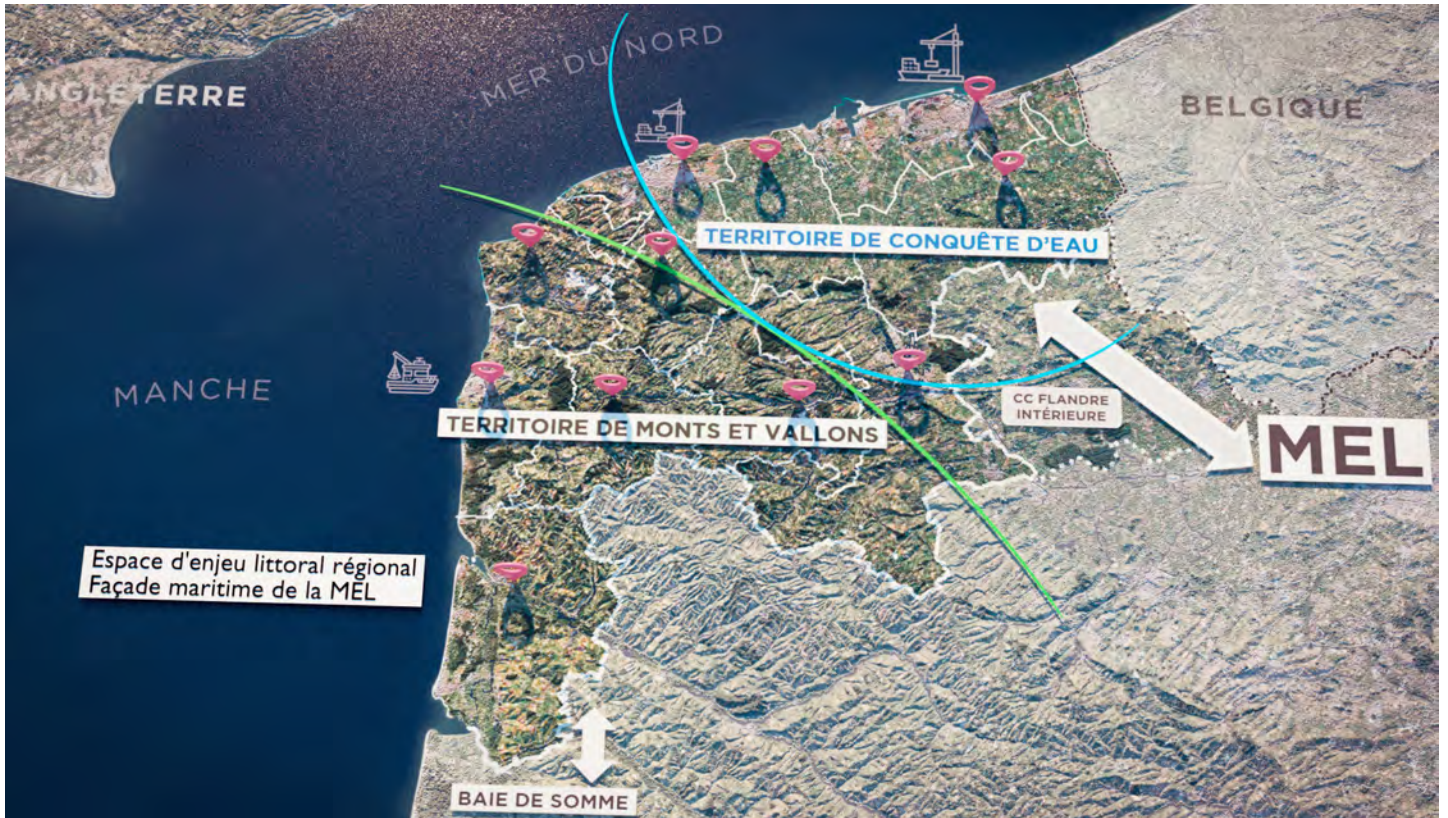 MER DU NORD
ANGLETERRE
BELGIQUE
TERRITOIRE DE CONQUÊTE D'EAU
MANCHE
CC FLANDRE
INTÉRIEURE
TERRITOIRE DE MONTS ET VALLONS
MEL
Espace d'enjeu littoral régional
Façade maritime de la MEL
BAIE DE SOMME